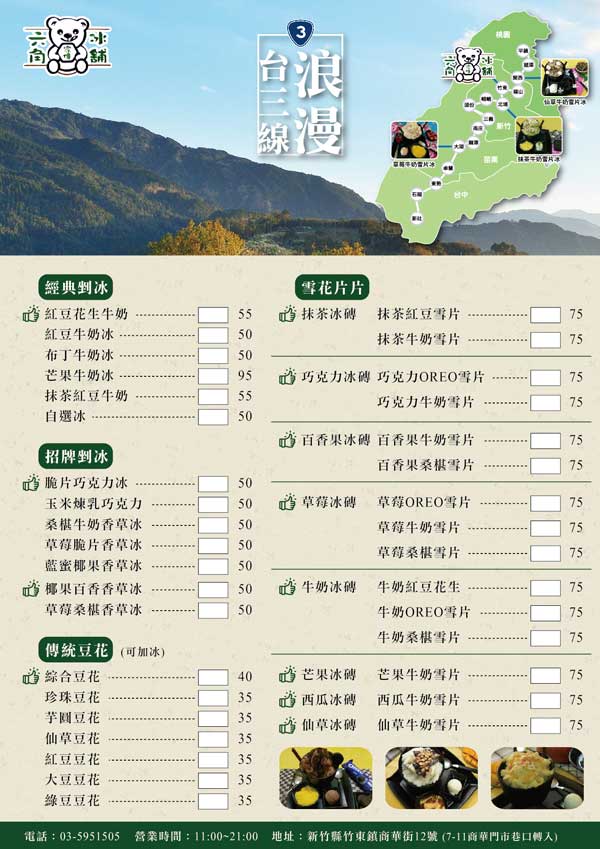 六角冰舖
3
浪漫
台三線
桃園
平鎮
龍潭
關西
橫山
竹東
北埔
峨眉
頭份
三灣
南庄
獅潭
大湖
卓蘭
東勢
石岡
新社
新竹
苗栗
台中
六角冰舖
仙草牛奶雪片冰
抹茶牛奶雪片冰
草莓牛奶雪片冰
經典剉冰
紅豆花生牛奶 55
紅豆牛奶冰 50
布丁牛奶冰 50
芒果牛奶冰 95
抹茶紅豆牛奶 55
自選冰 50
招牌剉冰
脆片巧克力冰 50
玉米煉乳巧克力 50
桑椹牛奶香草冰 50
草莓脆片香草冰 50
藍蜜椰果香草冰 50
椰果百香香草冰 50
草莓桑椹香草冰 50
傳統豆花 (可加冰)
綜合豆花 40
珍珠豆花 35
芋圓豆花 35
仙草豆花 35
紅豆豆花 35
大豆豆花 35
綠豆豆花 35
雪花片片
抹茶冰磚 抹茶紅豆雪片 75
抹茶牛奶雪片 75
巧克力冰磚 巧克力OREO雪片 75
巧克力牛奶雪片 75
百香果冰磚 百香果牛奶雪片 75
百香果桑椹雪片 75
草莓冰磚 草莓OREO雪片 75
草莓牛奶雪片 75
草莓桑椹雪片 75
牛奶冰磚 牛奶紅豆花生 75
牛奶OREO雪片 75
牛奶桑椹雪片 75
芒果冰磚 芒果牛奶雪片 75
西瓜冰磚 西瓜牛奶雪片 75
仙草冰磚 仙草牛奶雪片 75
電話：03-5951505 營業時間：11:00~21:00 地址：新竹縣竹東鎮商華街12號 (7-11商華門市巷口轉入)